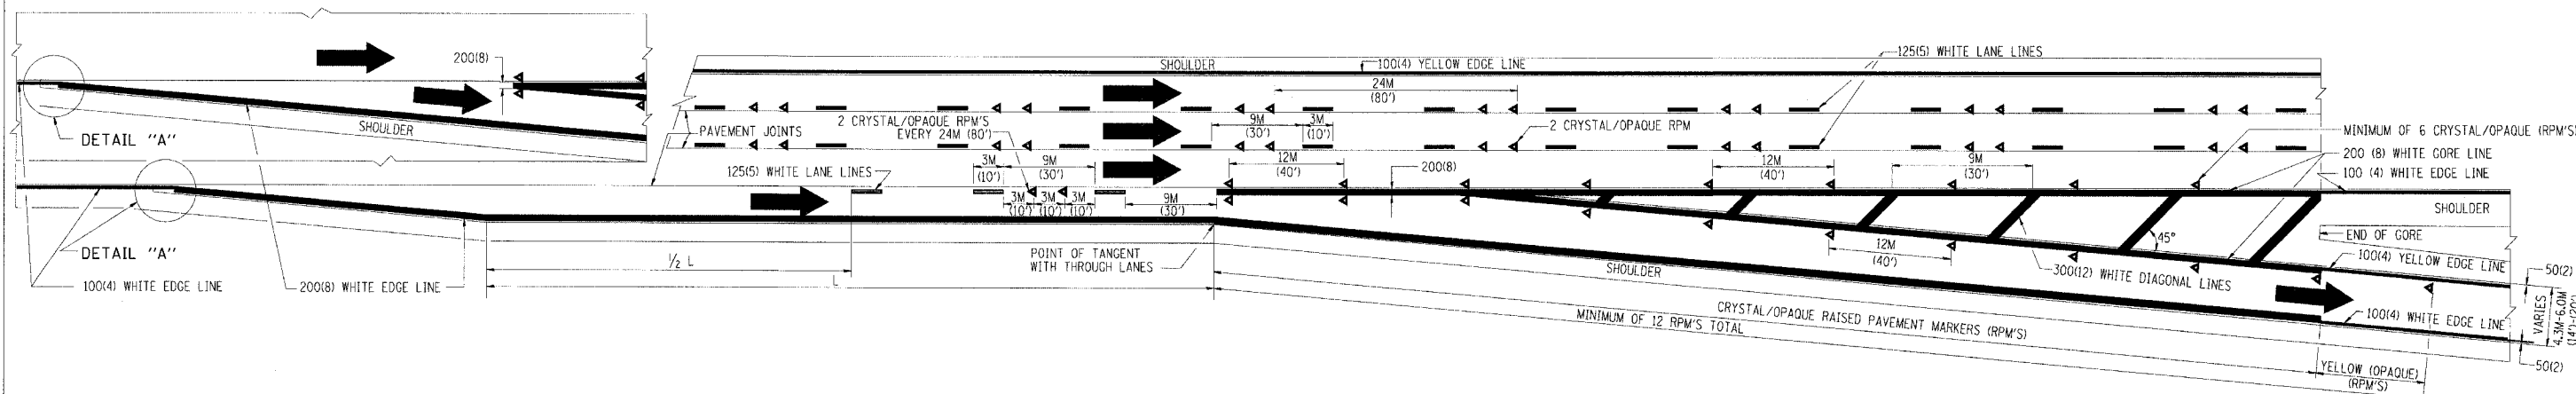 200(8)
DETAIL "A"
SHOULDER
SHOULDER
100(4) YELLOW EDGE LINE
125(5) WHITE LANE LINES
24M
(80')
PAVEMENT JOINTS
2 CRYSTAL/OPAQUE RPM'S
EVERY 24M (80')
9M
(30')
3M
(10')
2 CRYSTAL/OPAQUE RPM
MINIMUM OF 6 CRYSTAL/OPAQUE (RPM'S)
200 (8) WHITE GORE LINE
100 (4) WHITE EDGE LINE
125(5) WHITE LANE LINES
3M
(10')
9M
(30')
12M
(40')
200(8)
12M
(40')
9M
(30')
3M
(10')
3M
(10')
3M
(10')
9M
(30')
SHOULDER
DETAIL "A"
1/2 L
POINT OF TANGENT
WITH THROUGH LANES
12M
(40')
45°
END OF GORE
100(4) YELLOW EDGE LINE
50(2)
100(4) WHITE EDGE LINE
200(8) WHITE EDGE LINE
L
SHOULDER
300(12) WHITE DIAGONAL LINES
CRYSTAL/OPAQUE RAISED PAVEMENT MARKERS (RPM'S)
MINIMUM OF 12 RPM'S TOTAL
100(4) WHITE EDGE LINE
VARIES
4.3M-6.0M
(14')-(20')
50(2)
YELLOW (OPAQUE)
(RPM'S)